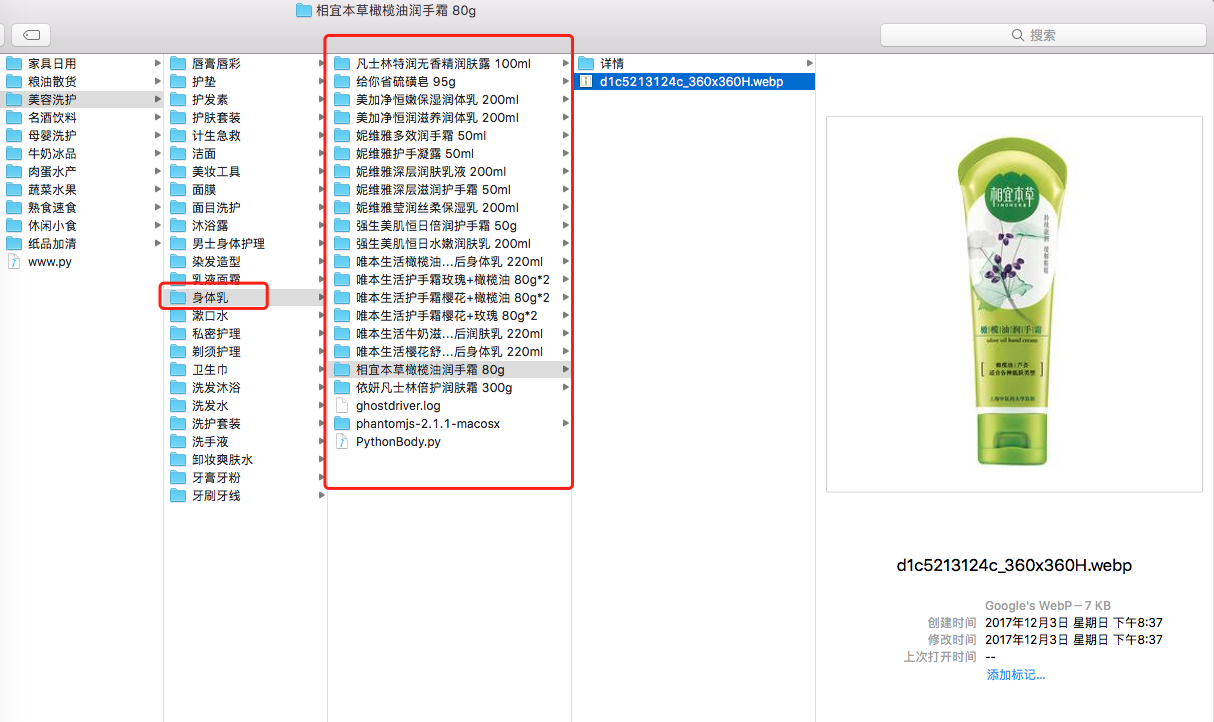 相宜本草橄榄油润手霜 80g
搜索
家具日用
粮油散货
美容洗护
名酒饮料
母婴洗护
牛奶冰品
肉蛋水产
蔬菜水果
熟食速食
休闲小食
纸品加清
www.py
唇膏唇彩
护垫
护发素
护肤套装
计生急救
洁面
美妆工具
面膜
面目洗护
沐浴露
男士身体护理
染发造型
乳液面霜
身体乳
漱口水
私密护理
剃须护理
卫生巾
洗发沐浴
洗发水
洗护套装
洗手液
卸妆爽肤水
牙膏牙粉
牙刷牙线
凡士林特润无香精润肤露 100ml
给你省硫磺皂 95g
美加净恒嫩保湿润体乳 200ml
美加净恒润滋养润体乳 200ml
妮维雅多效润手霜 50ml
妮维雅护手凝露 50ml
妮维雅深层润肤乳液 200ml
妮维雅深层滋润护手霜 50ml
妮维雅莹润丝柔保湿乳 200ml
强生美肌恒日倍润护手霜 50g
强生美肌恒日水嫩润肤乳 200ml
唯本生活橄榄油...后身体乳 220ml
唯本生活护手霜玫瑰+橄榄油 80g*2
唯本生活护手霜樱花+橄榄油 80g*2
唯本生活护手霜樱花+玫瑰 80g*2
唯本生活牛奶滋...后润肤乳 220ml
唯本生活樱花舒...后身体乳 220ml
相宜本草橄榄油润手霜 80g
依妍凡士林倍护润肤霜 300g
ghostdriver.log
phantomjs-2.1.1-macosx
PythonBody.py
详情
d1c5213124c_360x360H.webp
相宜本草
INOHERB
橄榄油润手霜
olive oil hand cream
橄榄油 芦荟
适合各种肌肤类型
d1c5213124c_360x360H.webp
Google's WebP – 7 KB
创建时间 2017年12月3日 星期日 下午8:37
修改时间 2017年12月3日 星期日 下午8:37
上次打开时间 --
添加标记...